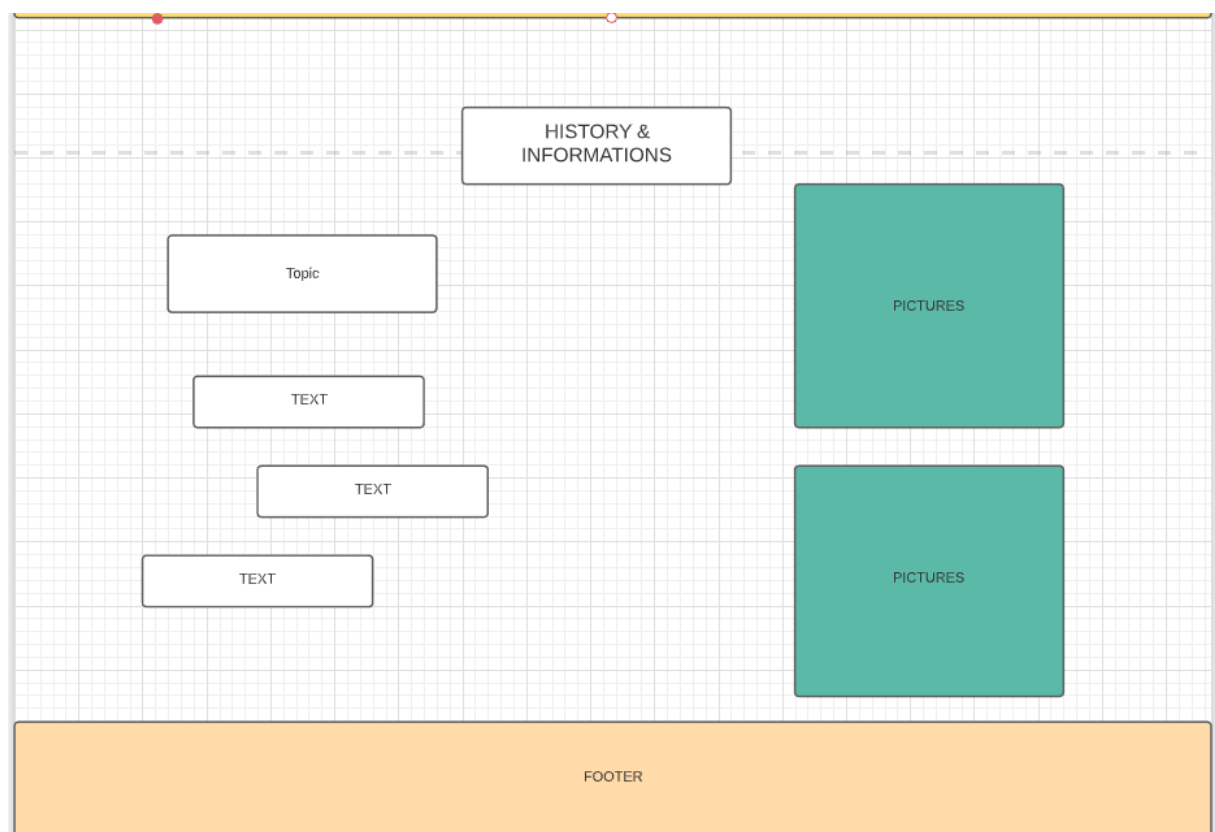 HISTORY &
INFORMATIONS
Topic
TEXT
TEXT
TEXT
PICTURES
PICTURES
FOOTER